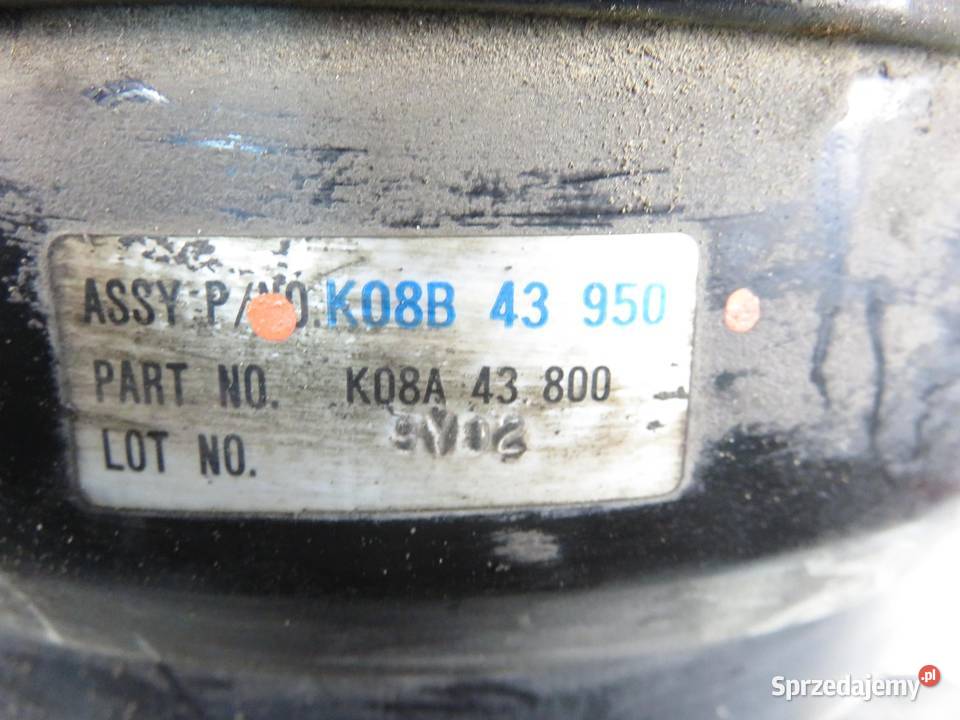 ASSY P/NO. K08B 43 950
PART NO. K08A 43 800
LOT NO.
Sprzedajemy.pl